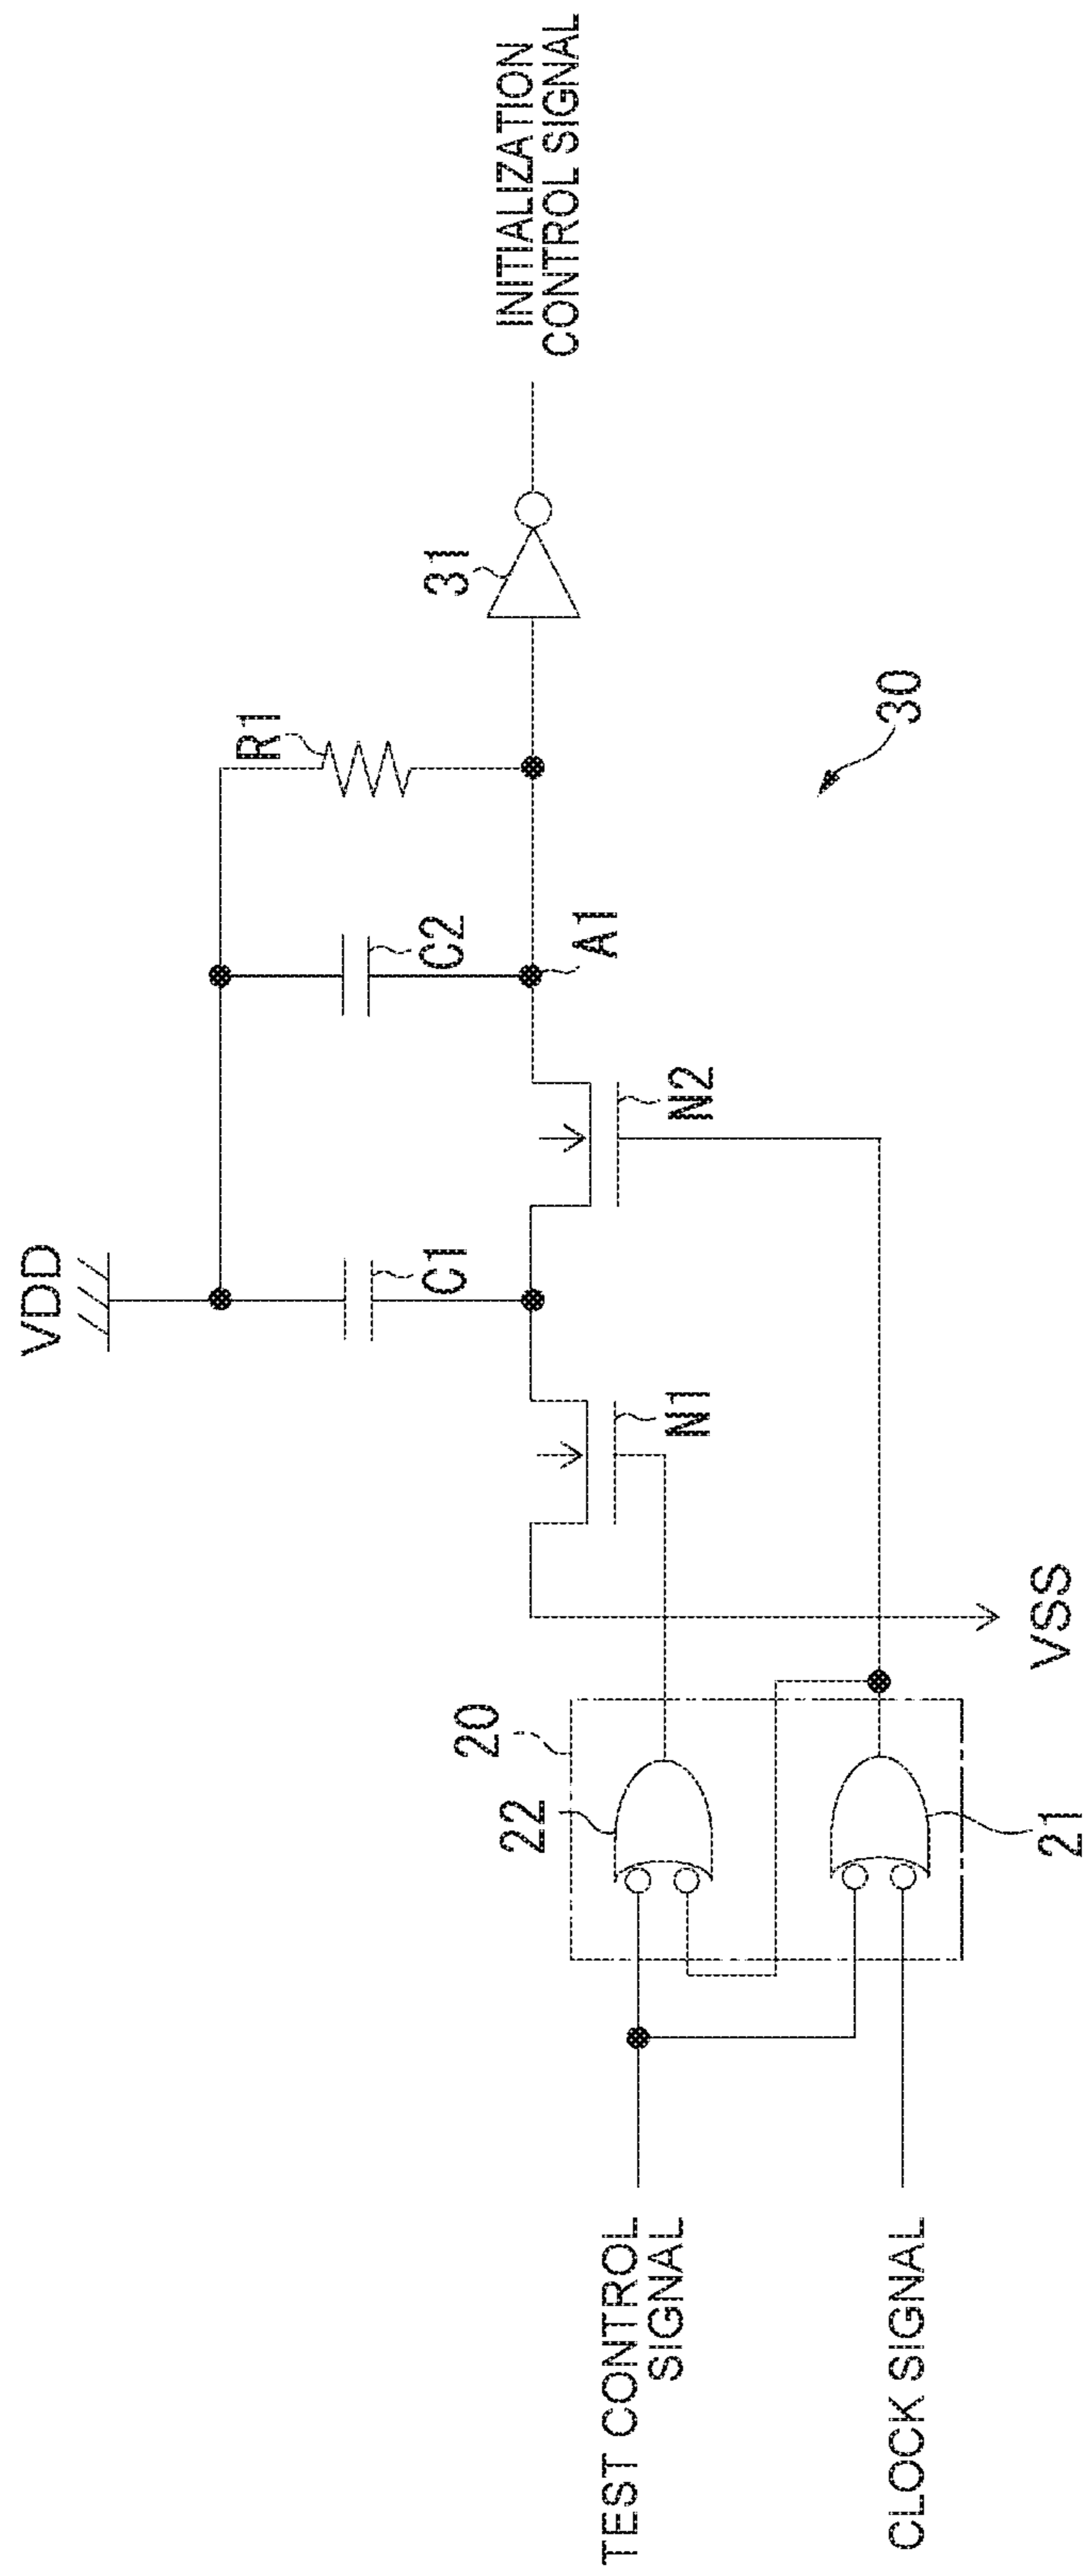 VDD
R1
C2
C1
31
INITIALIZATION
CONTROL SIGNAL
A1
N2
N1
30
20
22
21
VSS
TEST CONTROL
SIGNAL
CLOCK SIGNAL